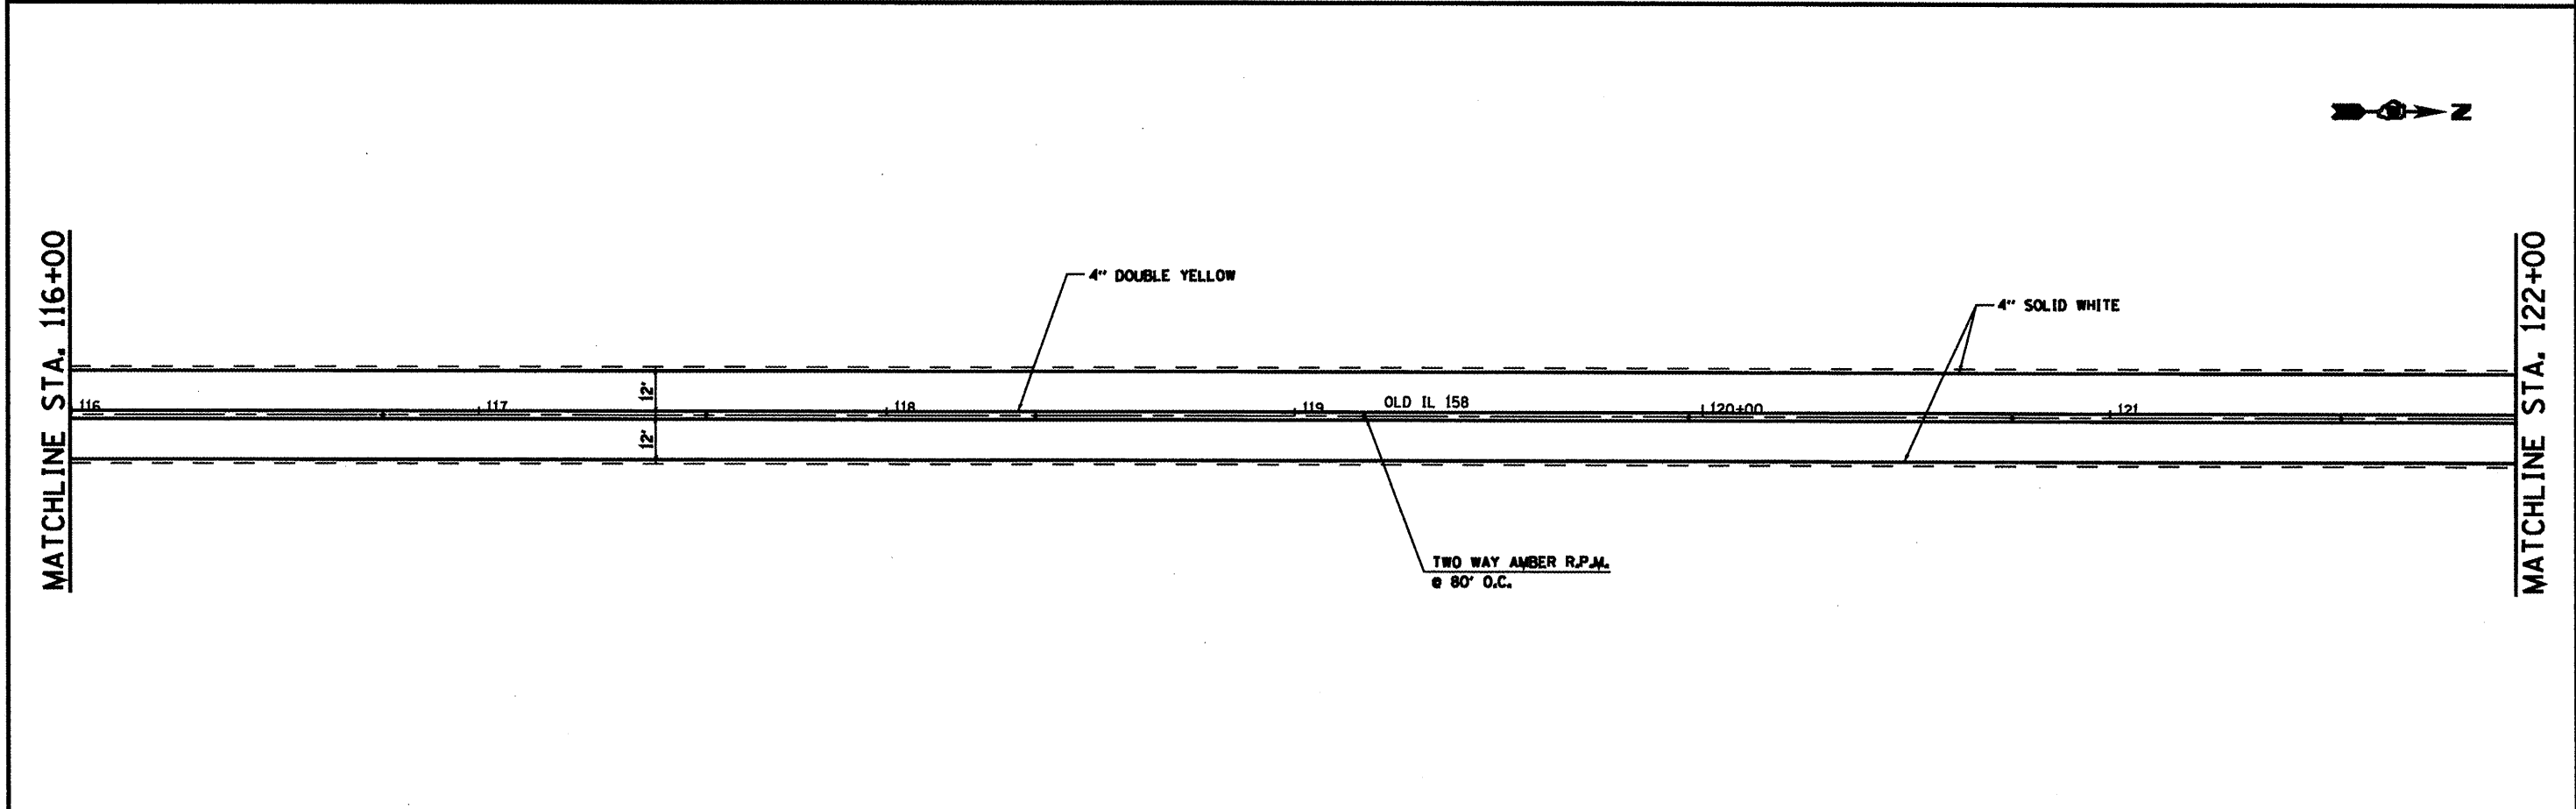 N
MATCHLINE STA. 116+00
4" DOUBLE YELLOW
4" SOLID WHITE
MATCHLINE STA. 122+00
12'
116
117
118
119
OLD IL 158
120+00
121
12'
TWO WAY AMBER R.P.M.
@ 80' O.C.